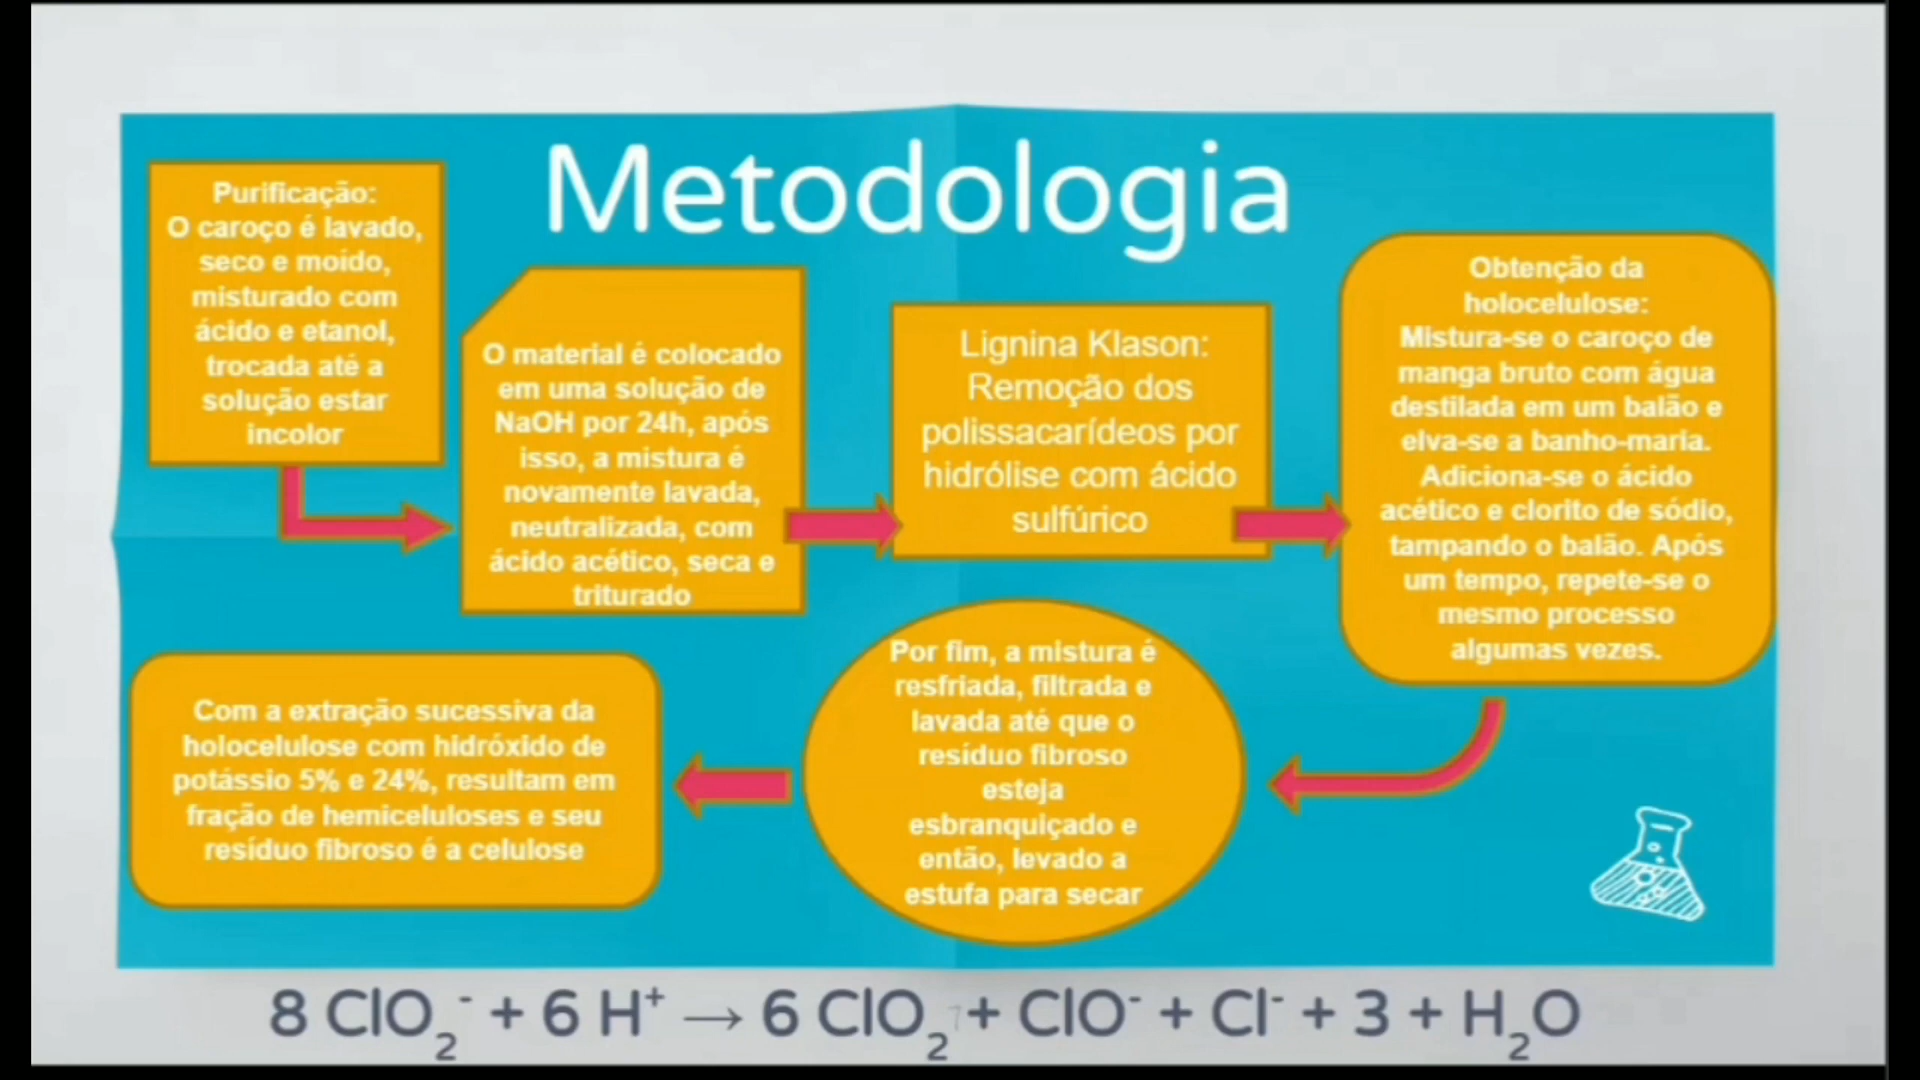 Metodologia
Purificação:
O caroço é lavado,
seco e moído,
misturado com
ácido e etanol,
trocada até a
solução estar
incolor
O material é colocado
em uma solução de
NaOH por 24h, após
isso, a mistura é
novamente lavada,
neutralizada, com
ácido acético, seca e
triturado
Lignina Klason:
Remoção dos
polissacarídeos por
hidrólise com ácido
sulfúrico
Obtenção da
holocelulose:
Mistura-se o caroço de
manga bruto com água
destilada em um balão e
elva-se a banho-maria.
Adiciona-se o ácido
acético e clorito de sódio,
tampando o balão. Após
um tempo, repete-se o
mesmo processo
algumas vezes.
Por fim, a mistura é
resfriada, filtrada e
lavada até que o
resíduo fibroso
esteja
esbranquiçado e
então, levado a
estufa para secar
Com a extração sucessiva da
holocelulose com hidróxido de
potássio 5% e 24%, resultam em
fração de hemiceluloses e seu
resíduo fibroso é a celulose
8 ClO₂⁻ + 6 H⁺ → 6 ClO₂ + ClO⁻ + Cl⁻ + 3 + H₂O